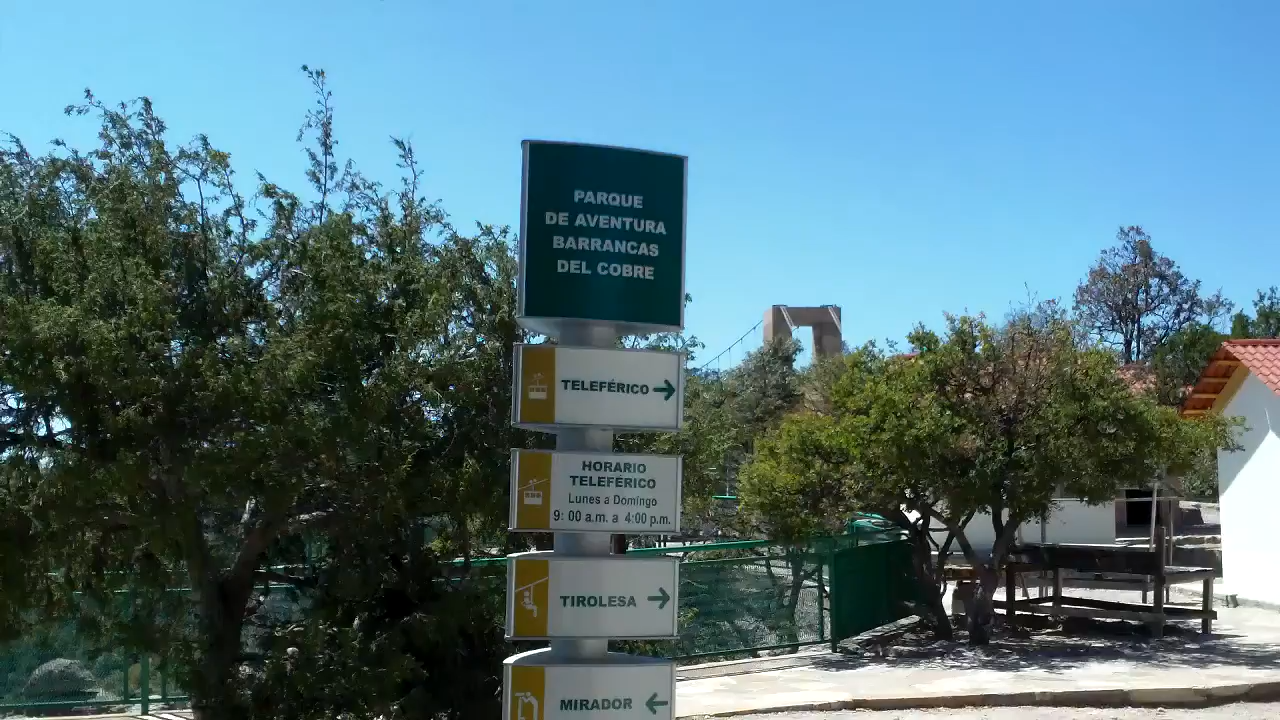 PARQUE
DE AVENTURA
BARRANCAS
DEL COBRE
TELEFÉRICO
HORARIO
TELEFÉRICO
Lunes a Domingo
9: 00 a.m. a 4:00 p.m.
TIROLESA
MIRADOR